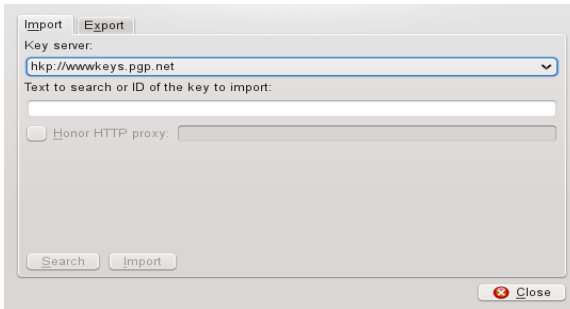 Import Export
Key server:
hkp://wwwkeys.pgp.net
Text to search or ID of the key to import:
Honor HTTP proxy:
Search Import
Close